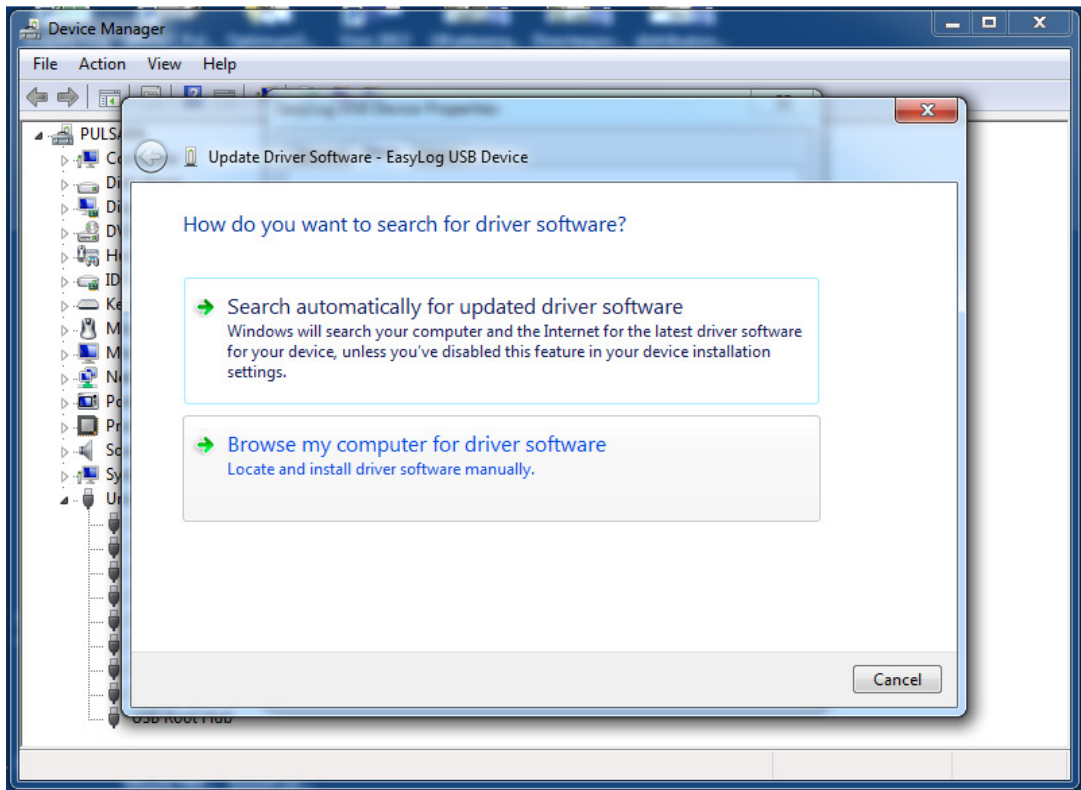 Device Manager
File Action View Help
PULSA
Update Driver Software - EasyLog USB Device
How do you want to search for driver software?
Search automatically for updated driver software
Windows will search your computer and the Internet for the latest driver software
for your device, unless you've disabled this feature in your device installation
settings.
Browse my computer for driver software
Locate and install driver software manually.
Cancel
USB Root Hub